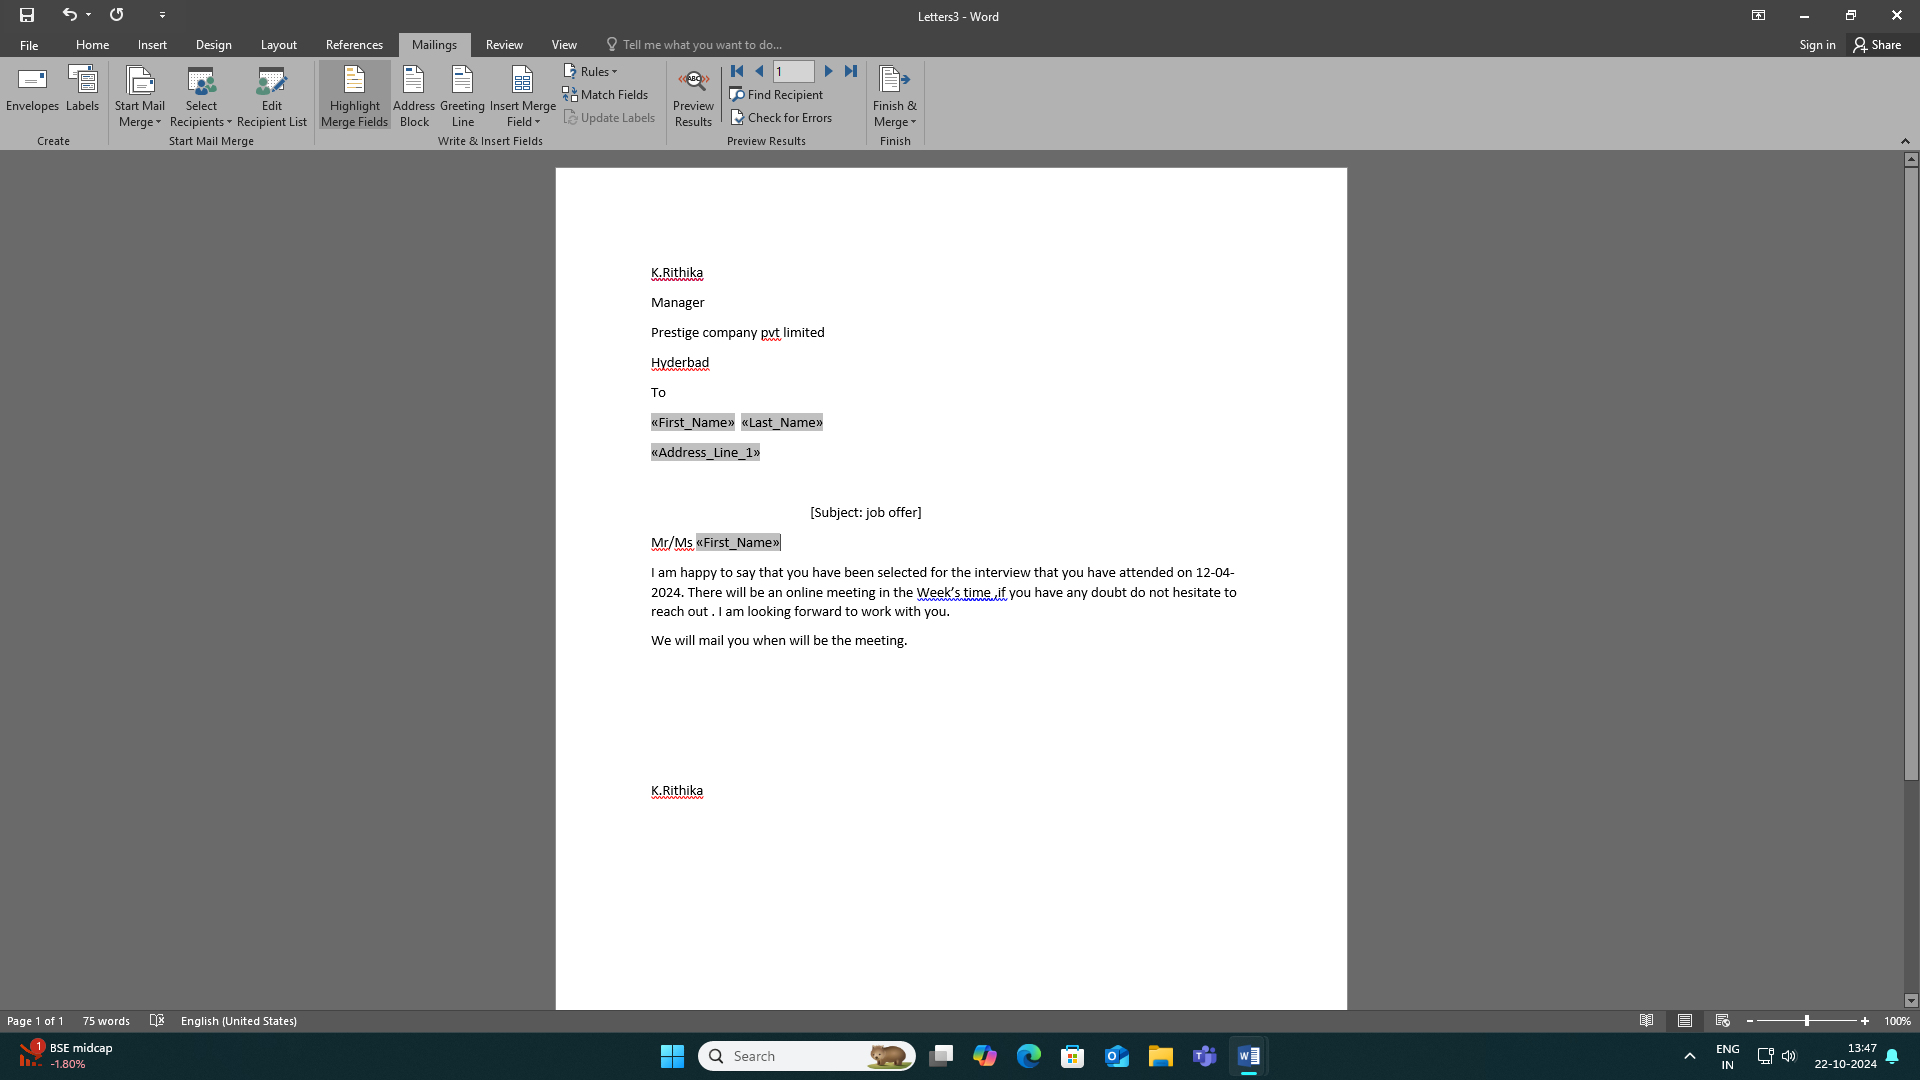 Letters3 - Word
File Home Insert Design Layout References Mailings Review View Tell me what you want to do... Sign in Share
Envelopes Labels Start Mail Merge Select Recipients Edit Recipient List Highlight Merge Fields Address Block Greeting Line Insert Merge Field Rules Match Fields Update Labels ABC Preview Results 1 Find Recipient Check for Errors Finish & Merge
Create Start Mail Merge Write & Insert Fields Preview Results Finish
K.Rithika
Manager
Prestige company pvt limited
Hyderbad
To
«First_Name» «Last_Name»
«Address_Line_1»
[Subject: job offer]
Mr/Ms «First_Name»
I am happy to say that you have been selected for the interview that you have attended on 12-04-
2024. There will be an online meeting in the Week's time ,if you have any doubt do not hesitate to
reach out . I am looking forward to work with you.
We will mail you when will be the meeting.
K.Rithika
Page 1 of 1 75 words English (United States) 100%
1 BSE midcap
-1.80%
Search
ENG
IN
13:47
22-10-2024